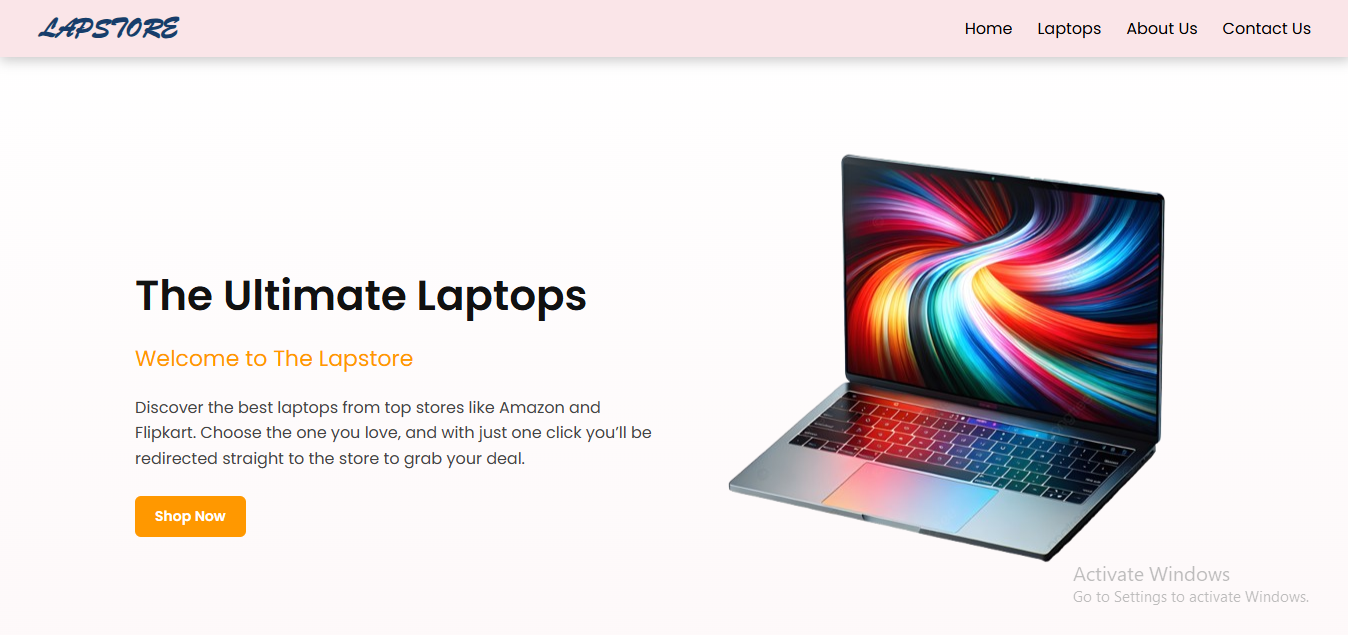 LAPSTORE
Home Laptops About Us Contact Us
The Ultimate Laptops
Welcome to The Lapstore
Discover the best laptops from top stores like Amazon and
Flipkart. Choose the one you love, and with just one click you’ll be
redirected straight to the store to grab your deal.
Shop Now
Activate Windows
Go to Settings to activate Windows.